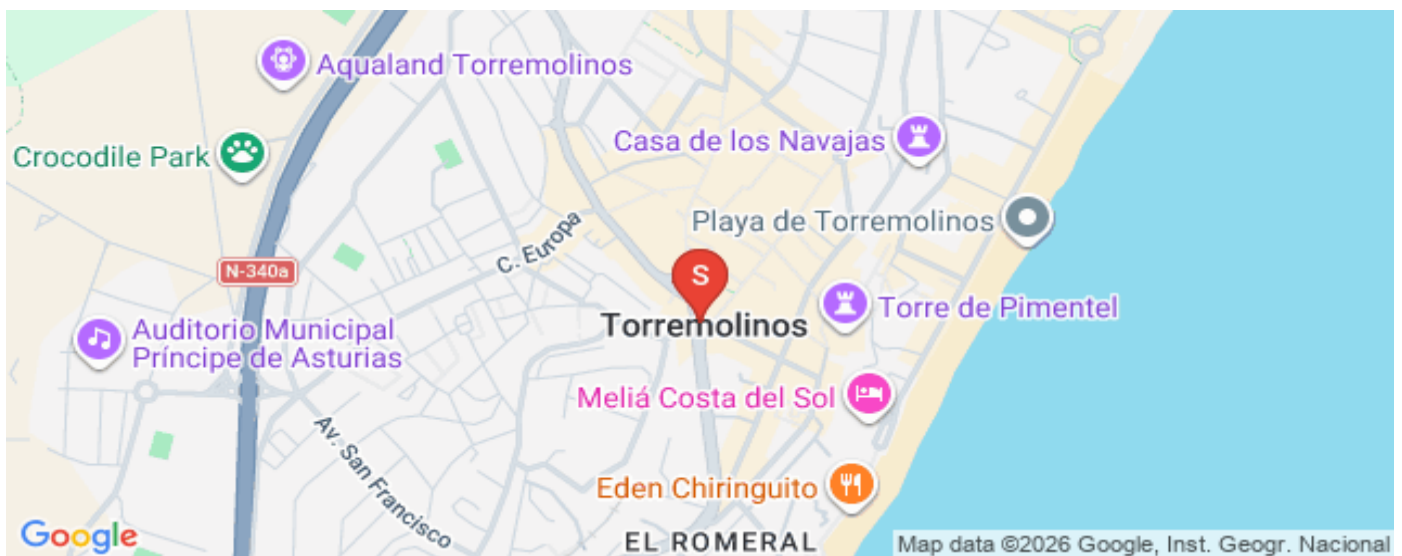 Aqualand Torremolinos
Casa de los Navajas
Crocodile Park
Playa de Torremolinos
C. Europa
N-340a
S
Torre de Pimentel
Torremolinos
Auditorio Municipal
Príncipe de Asturias
Meliá Costa del Sol
Av. San Francisco
Eden Chiringuito
EL ROMERAL
Google
Map data ©2026 Google, Inst. Geogr. Nacional